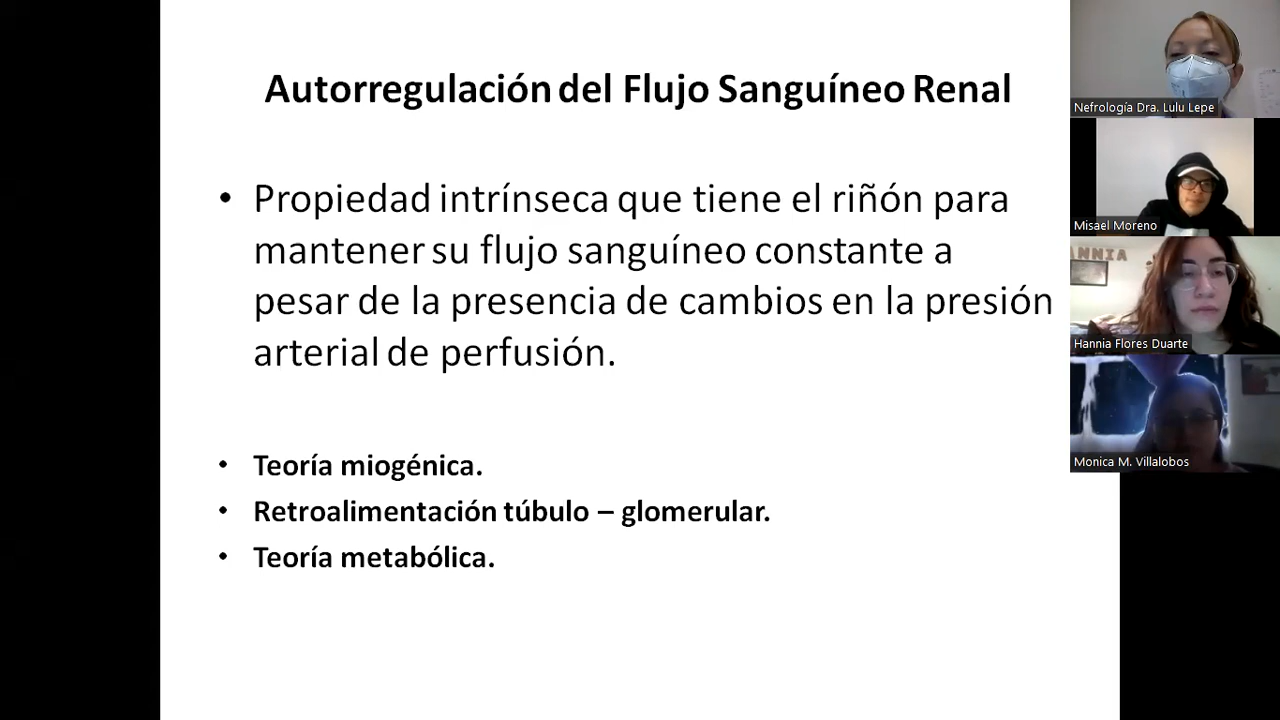 Autorregulación del Flujo Sanguíneo Renal
• Propiedad intrínseca que tiene el riñón para
mantener su flujo sanguíneo constante a
pesar de la presencia de cambios en la presión
arterial de perfusión.
• Teoría miogénica.
• Retroalimentación túbulo – glomerular.
• Teoría metabólica.
Nefrología Dra. Lulu Lepe
Misael Moreno
ANNIA
Hannia Flores Duarte
Monica M. Villalobos